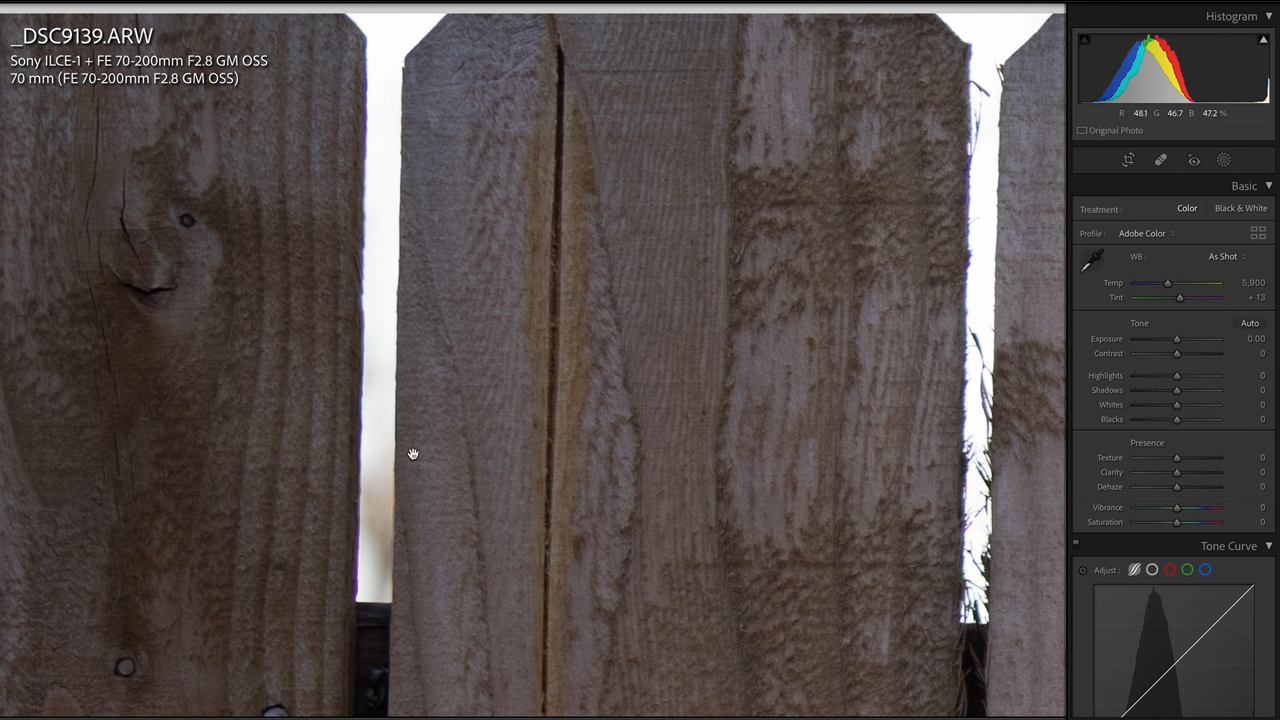 _DSC9139.ARW
Sony ILCE-1 + FE 70-200mm F2.8 GM OSS
70 mm (FE 70-200mm F2.8 GM OSS)
Histogram
R 48.1 G 46.7 B 47.2 %
Original Photo
Basic
Treatment : Color Black & White
Profile : Adobe Color
WB : As Shot
Temp 5,900
Tint + 13
Tone Auto
Exposure 0.00
Contrast 0
Highlights 0
Shadows 0
Whites 0
Blacks 0
Presence
Texture 0
Clarity 0
Dehaze 0
Vibrance 0
Saturation 0
Tone Curve
Adjust :